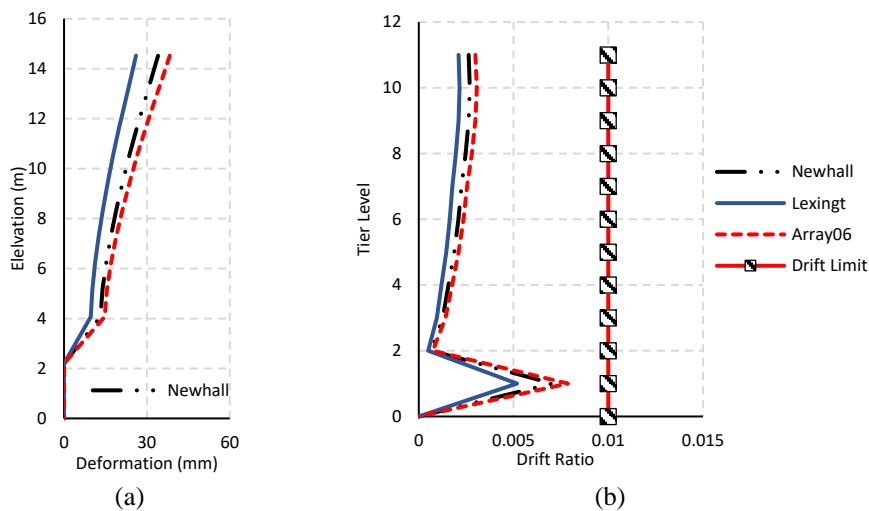 16
14
12
10
8
6
4
2
0
Elelvation (m)
Newhall
0 30 60
Deformation (mm)
(a)
12
10
8
6
4
2
0
Tier Level
0 0.005 0.01 0.015
Drift Ratio
(b)
Newhall
Lexingt
Array06
Drift Limit